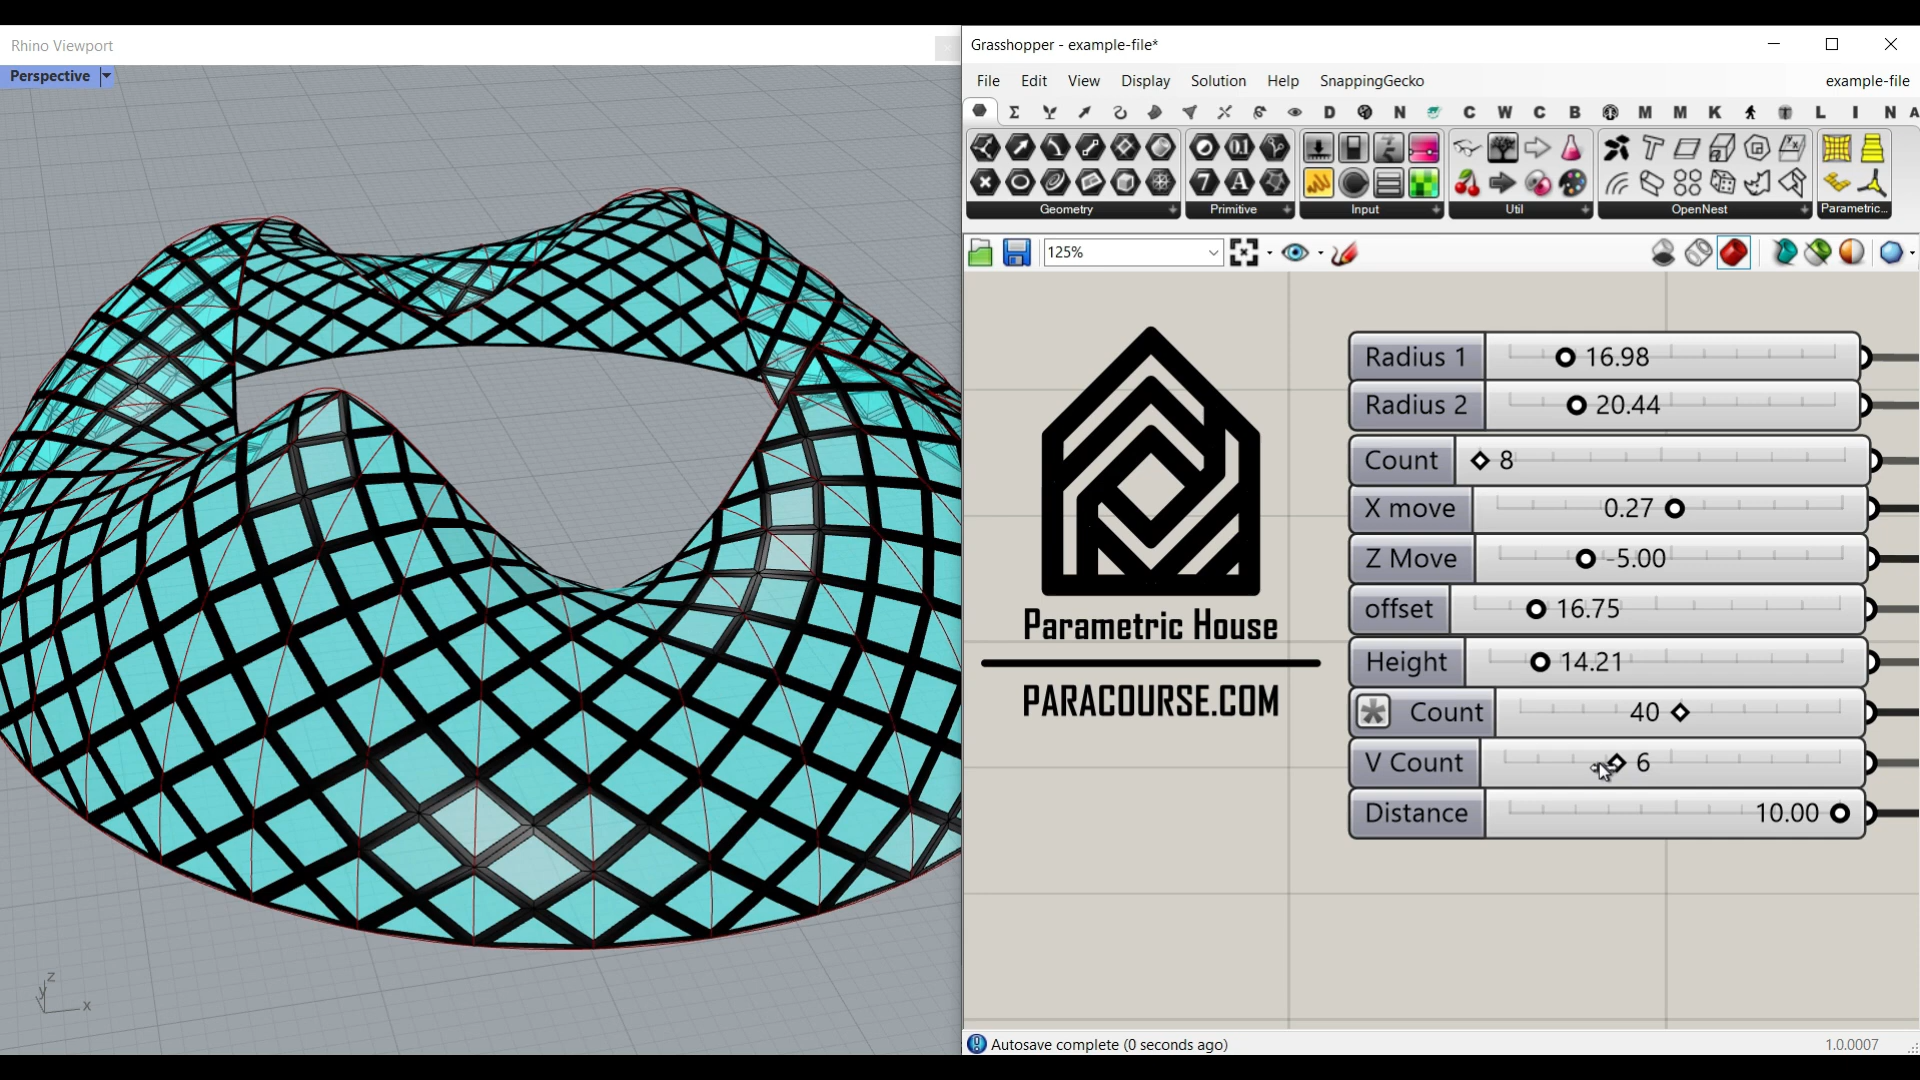 Rhino Viewport
Perspective
z
y
x
Grasshopper - example-file*
File Edit View Display Solution Help SnappingGecko example-file
D N C W C B M M K L I N A
Geometry Primitive Input Util OpenNest Parametric...
125%
Parametric House
PARACOURSE.COM
Radius 1 16.98
Radius 2 20.44
Count 8
X move 0.27
Z Move -5.00
offset 16.75
Height 14.21
Count 40
V Count 6
Distance 10.00
Autosave complete (0 seconds ago) 1.0.0007